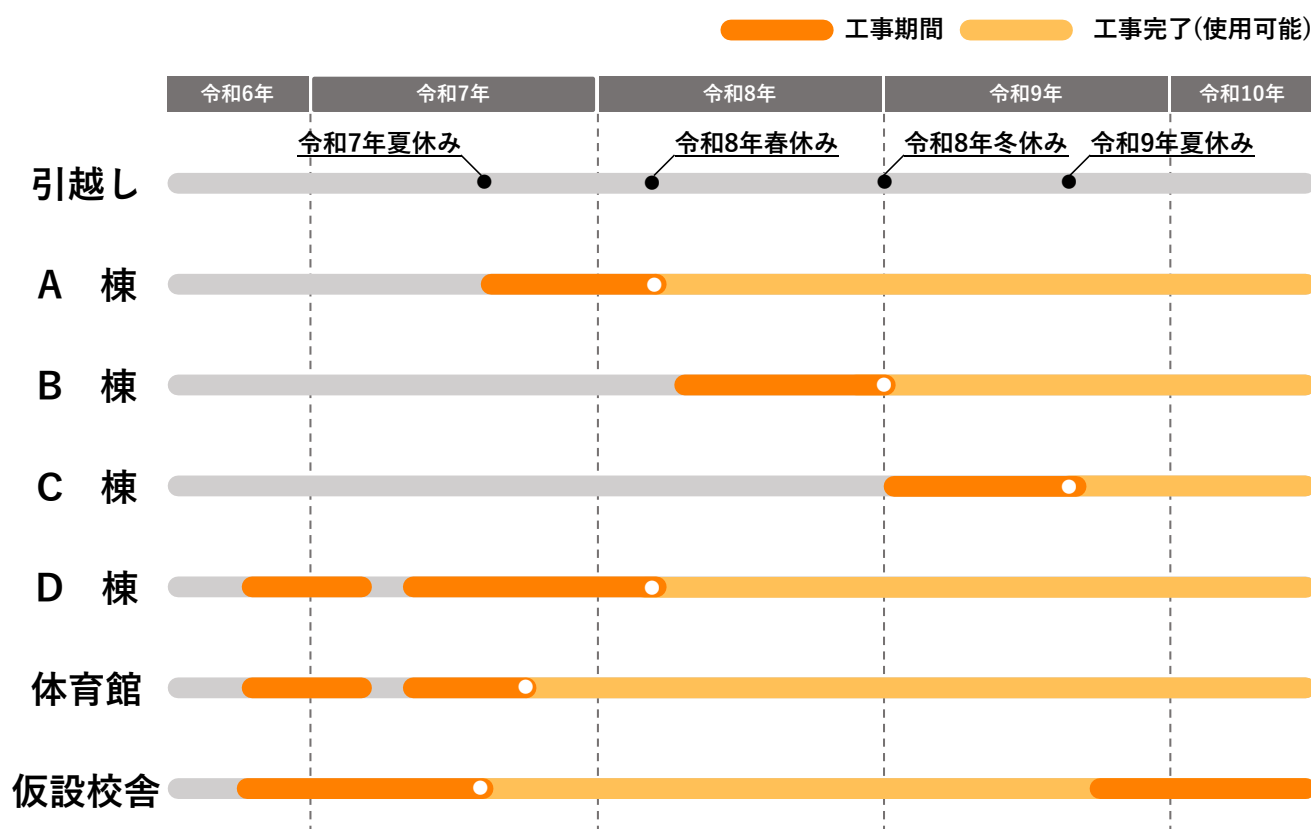 工事期間 工事完了(使用可能)
令和6年 令和7年 令和8年 令和9年 令和10年
令和7年夏休み 令和8年春休み 令和8年冬休み 令和9年夏休み
引越し
A 棟
B 棟
C 棟
D 棟
体育館
仮設校舎